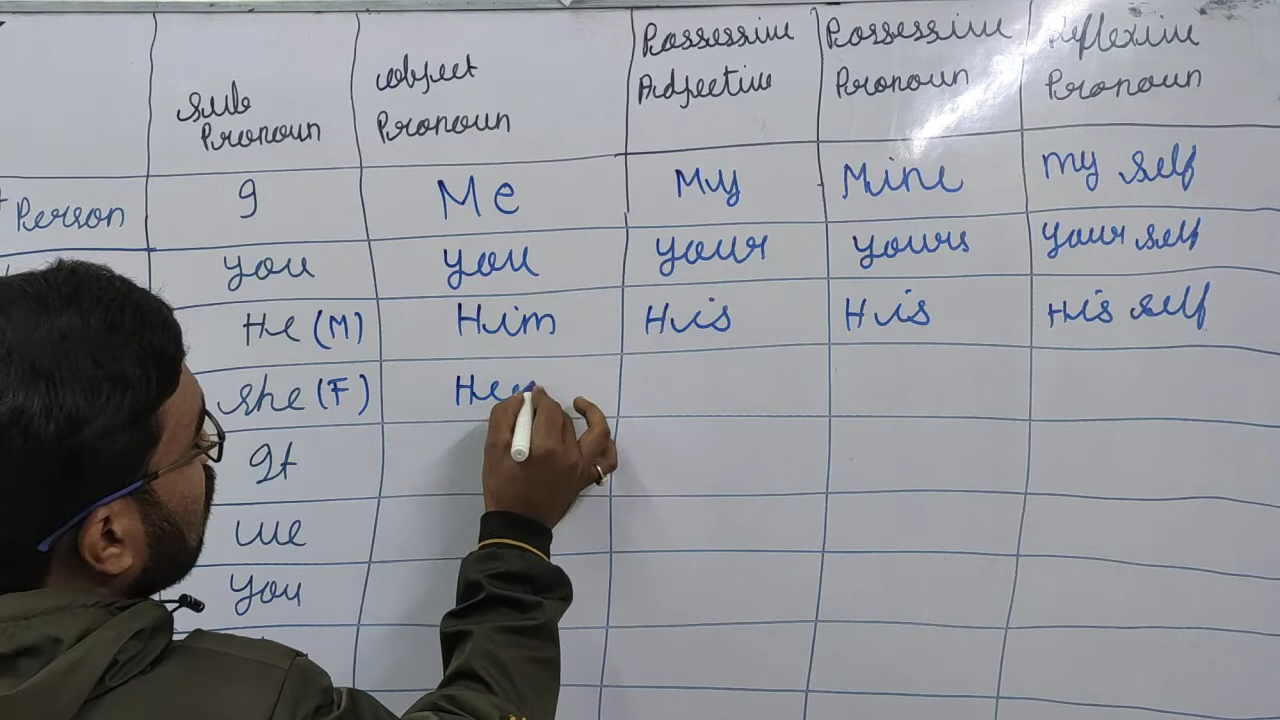 Sub
Pronoun
Object
Pronoun
Possessive
Adjective
Possessive
Pronoun
Reflexive
Pronoun
Person
I
Me
My
Mine
My self
You
You
Your
Yours
Your self
He (M)
Him
His
His
His self
She (F)
Her
It
We
You